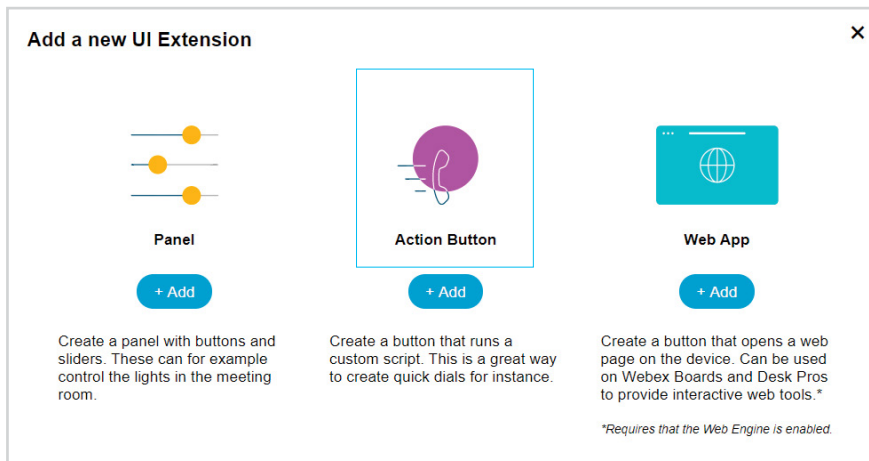 Add a new UI Extension
×
Panel
+ Add
Create a panel with buttons and
sliders. These can for example
control the lights in the meeting
room.
Action Button
+ Add
Create a button that runs a
custom script. This is a great way
to create quick dials for instance.
Web App
+ Add
Create a button that opens a web
page on the device. Can be used
on Webex Boards and Desk Pros
to provide interactive web tools.*
*Requires that the Web Engine is enabled.